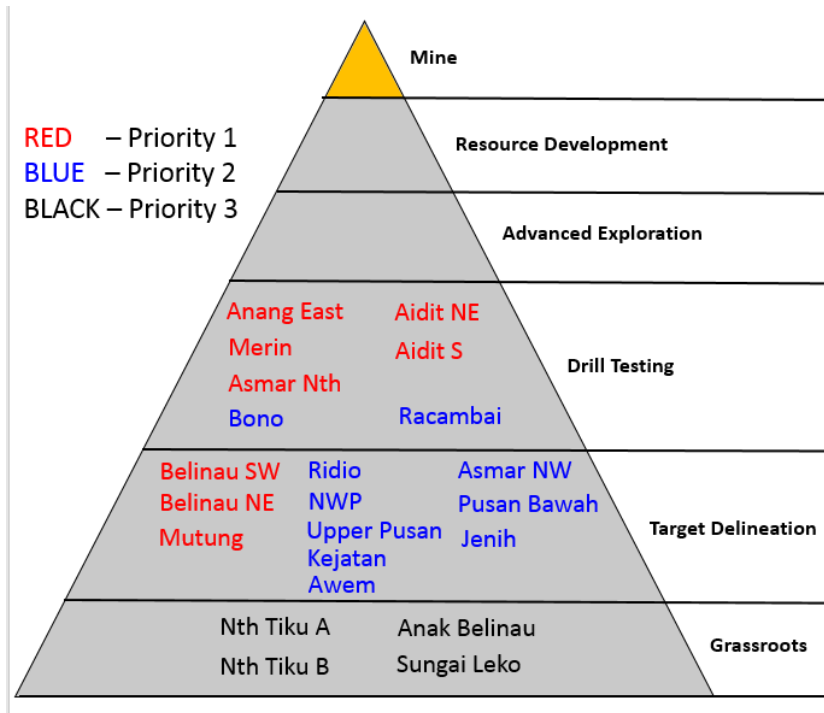 Mine
RED – Priority 1
BLUE – Priority 2
BLACK – Priority 3
Resource Development
Advanced Exploration
Anang East
Merin
Asmar Nth
Bono
Aidit NE
Aidit S
Racambai
Drill Testing
Belinau SW
Belinau NE
Mutung
Ridio
NWP
Upper Pusan
Kejatan
Awem
Asmar NW
Pusan Bawah
Jenih
Target Delineation
Nth Tiku A
Nth Tiku B
Anak Belinau
Sungai Leko
Grassroots